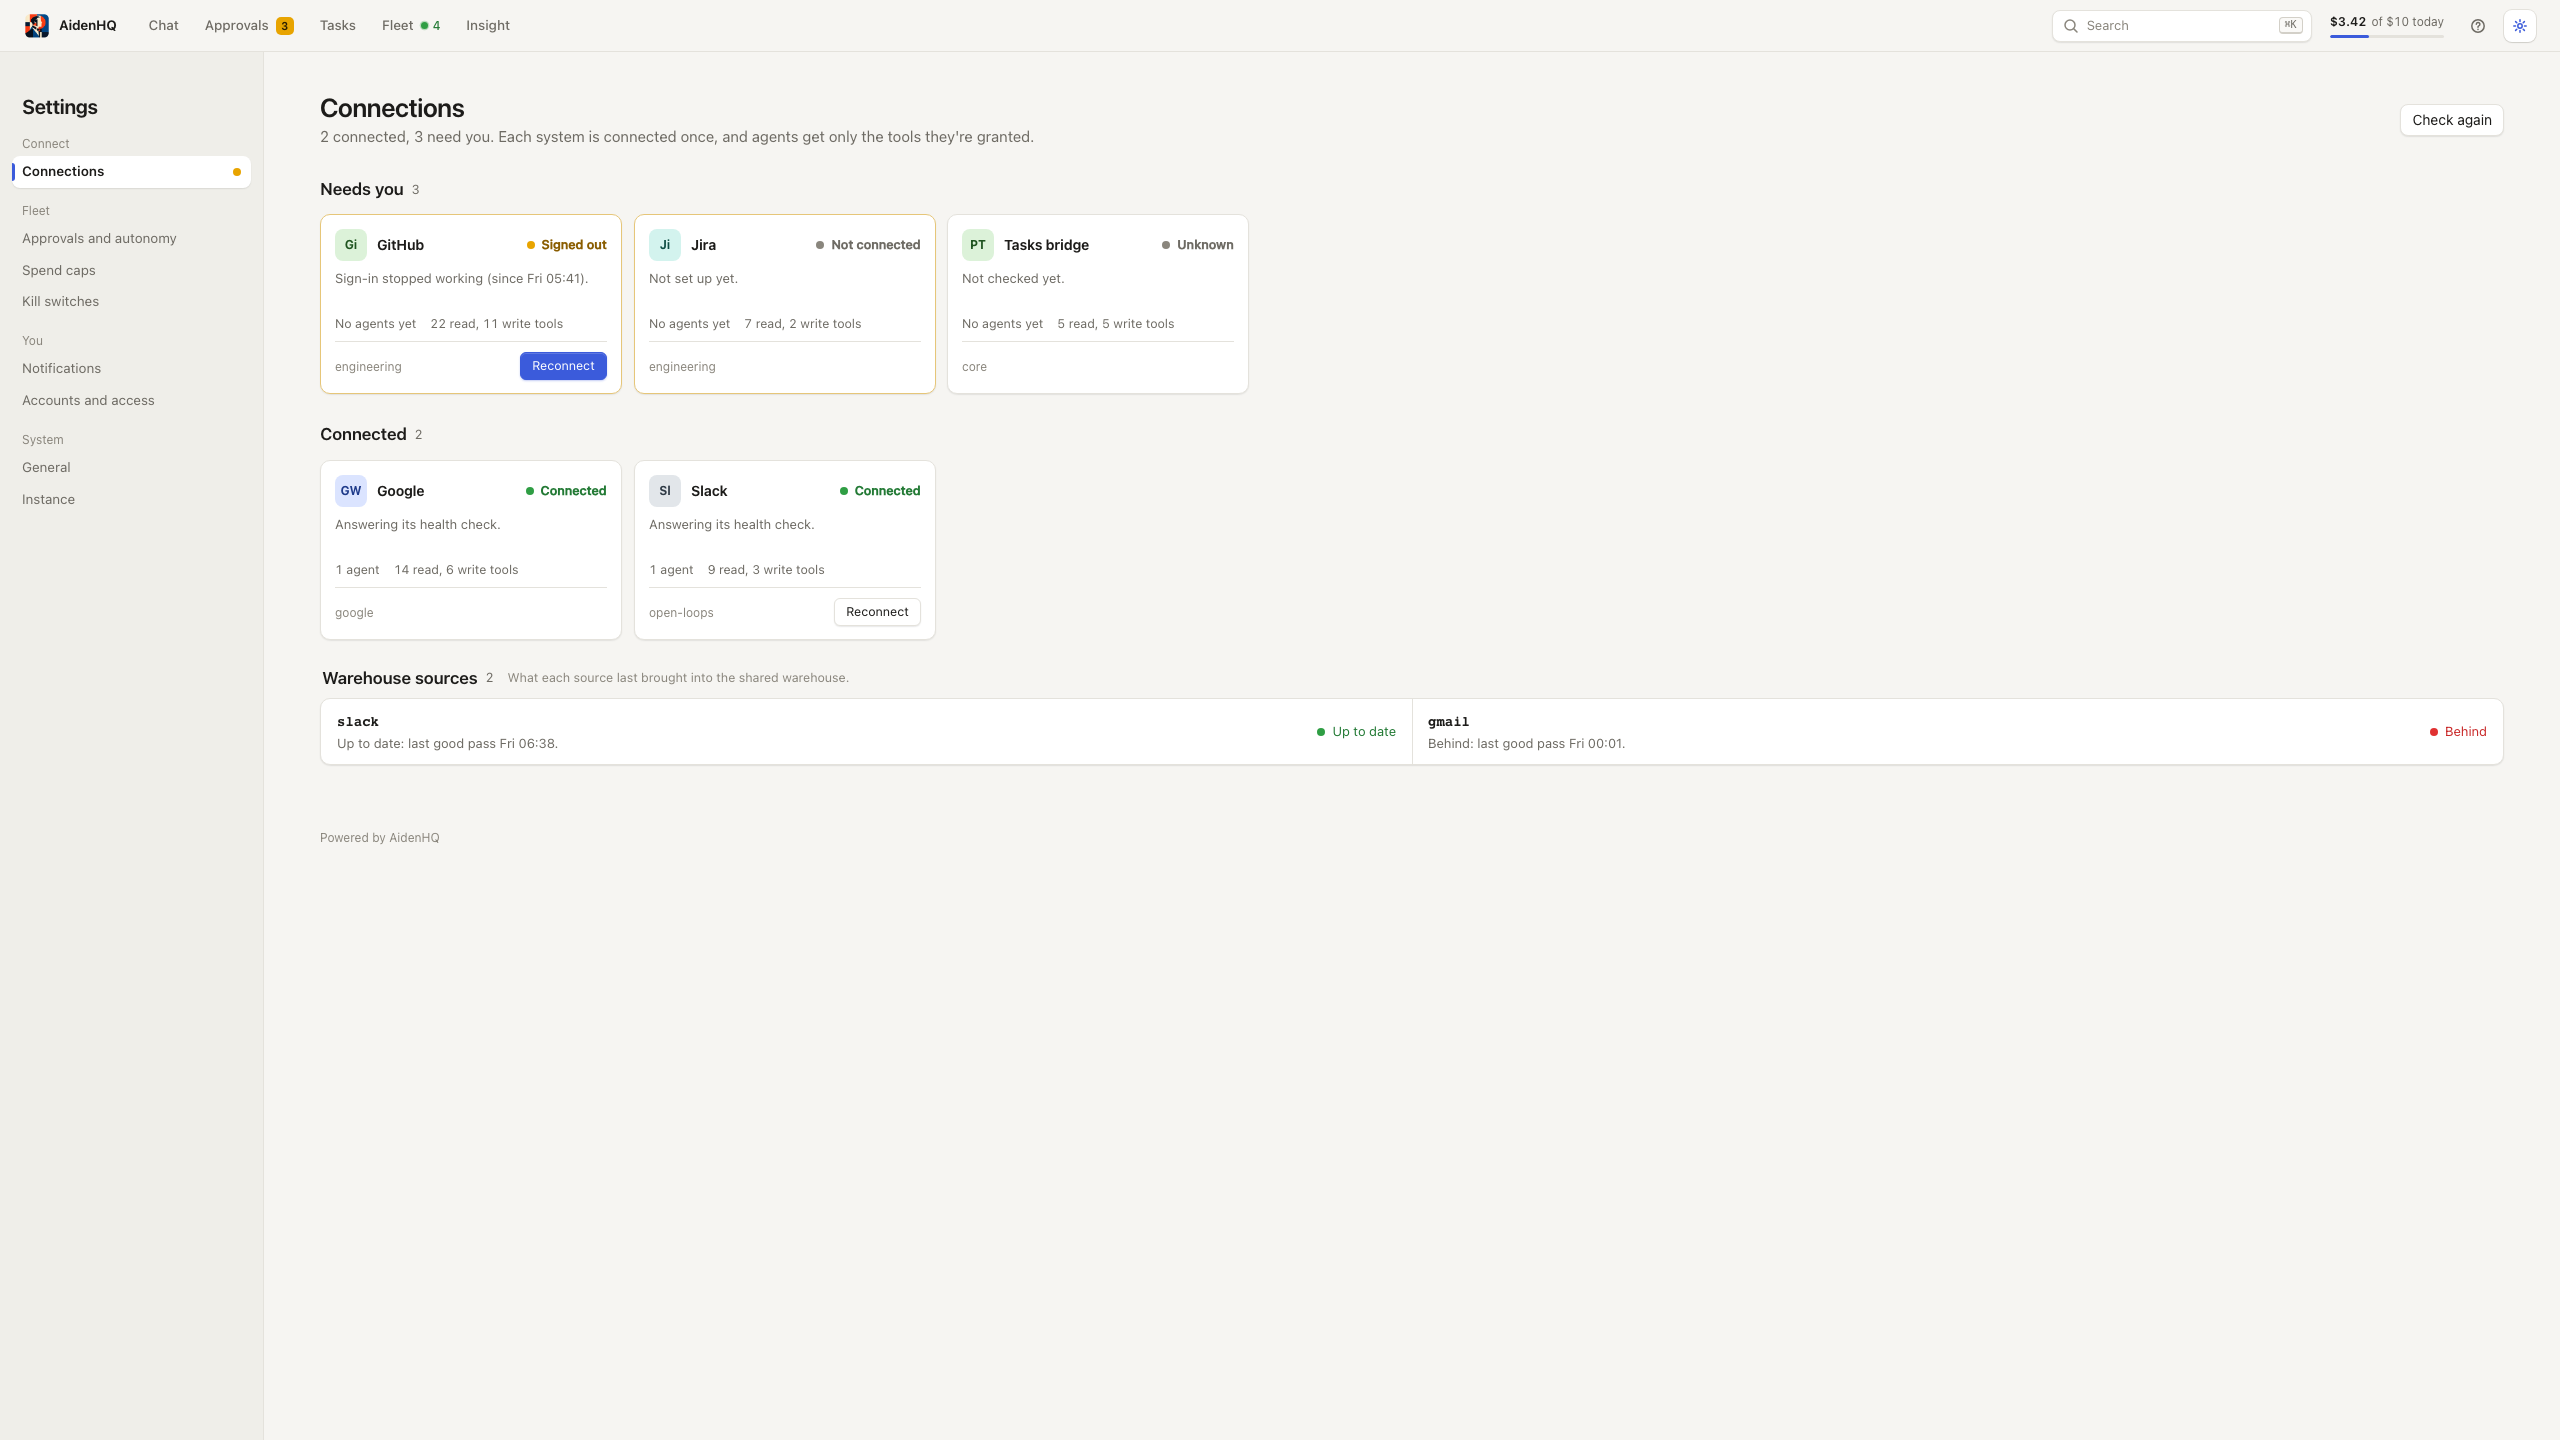 AidenHQ
Chat
Approvals 3
Tasks
Fleet 4
Insight
Search
⌘K
$3.42 of $10 today
Settings
Connect
Connections
Fleet
Approvals and autonomy
Spend caps
Kill switches
You
Notifications
Accounts and access
System
General
Instance
Connections
2 connected, 3 need you. Each system is connected once, and agents get only the tools they're granted.
Check again
Needs you 3
Gi GitHub Signed out
Sign-in stopped working (since Fri 05:41).
No agents yet 22 read, 11 write tools
engineering Reconnect
Ji Jira Not connected
Not set up yet.
No agents yet 7 read, 2 write tools
engineering
PT Tasks bridge Unknown
Not checked yet.
No agents yet 5 read, 5 write tools
core
Connected 2
GW Google Connected
Answering its health check.
1 agent 14 read, 6 write tools
google
Sl Slack Connected
Answering its health check.
1 agent 9 read, 3 write tools
open-loops Reconnect
Warehouse sources 2 What each source last brought into the shared warehouse.
slack
Up to date: last good pass Fri 06:38.
Up to date
gmail
Behind: last good pass Fri 00:01.
Behind
Powered by AidenHQ